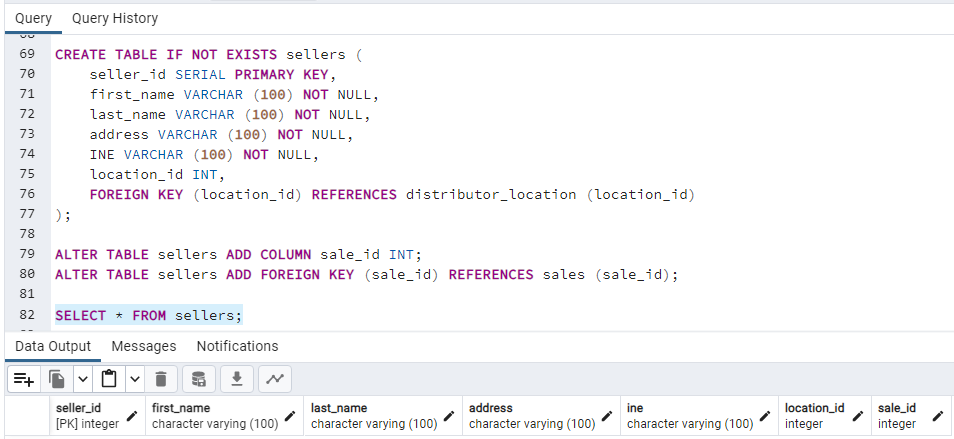 Query Query History
69 CREATE TABLE IF NOT EXISTS sellers (
70 seller_id SERIAL PRIMARY KEY,
71 first_name VARCHAR (100) NOT NULL,
72 last_name VARCHAR (100) NOT NULL,
73 address VARCHAR (100) NOT NULL,
74 INE VARCHAR (100) NOT NULL,
75 location_id INT,
76 FOREIGN KEY (location_id) REFERENCES distributor_location (location_id)
77 );
78
79 ALTER TABLE sellers ADD COLUMN sale_id INT;
80 ALTER TABLE sellers ADD FOREIGN KEY (sale_id) REFERENCES sales (sale_id);
81
82 SELECT * FROM sellers;
Data Output Messages Notifications
seller_id first_name last_name address ine location_id sale_id
[PK] integer character varying (100) character varying (100) character varying (100) character varying (100) integer integer